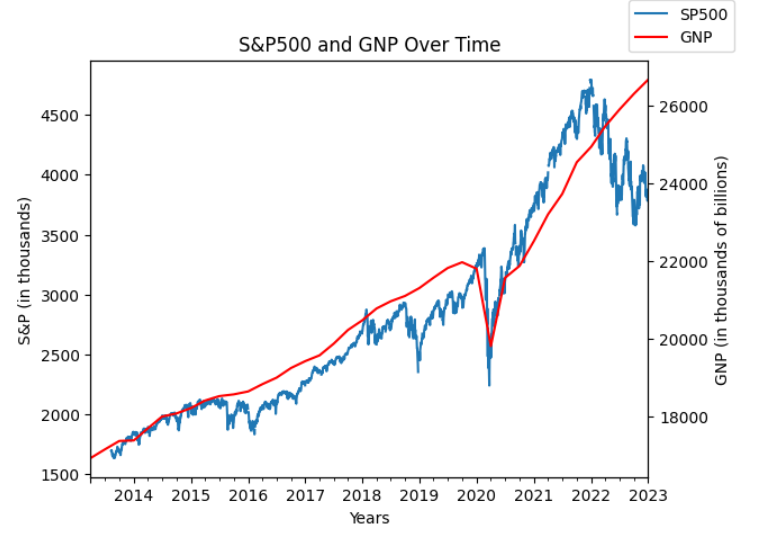 SP500
GNP
S&P500 and GNP Over Time
S&P (in thousands)
4500
4000
3500
3000
2500
2000
1500
26000
24000
22000
20000
18000
GNP (in thousands of billions)
2014 2015 2016 2017 2018 2019 2020 2021 2022 2023
Years